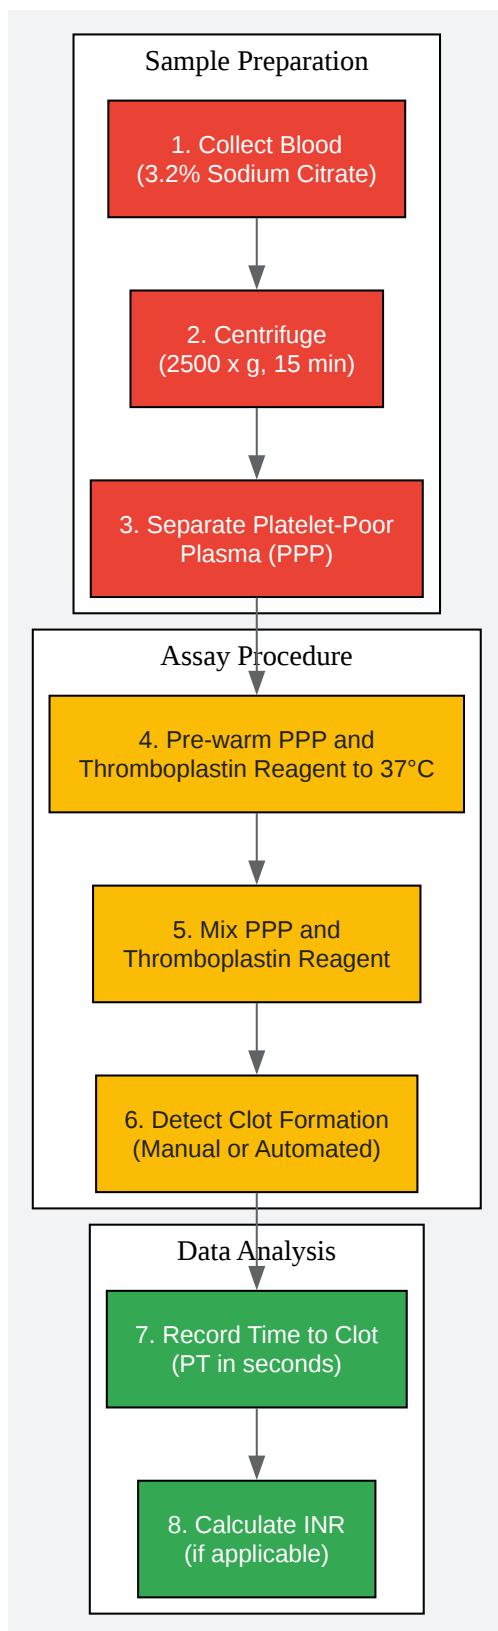 Sample Preparation
1. Collect Blood
(3.2% Sodium Citrate)
2. Centrifuge
(2500 x g, 15 min)
3. Separate Platelet-Poor
Plasma (PPP)
Assay Procedure
4. Pre-warm PPP and
Thromboplastin Reagent to 37°C
5. Mix PPP and
Thromboplastin Reagent
6. Detect Clot Formation
(Manual or Automated)
Data Analysis
7. Record Time to Clot
(PT in seconds)
8. Calculate INR
(if applicable)